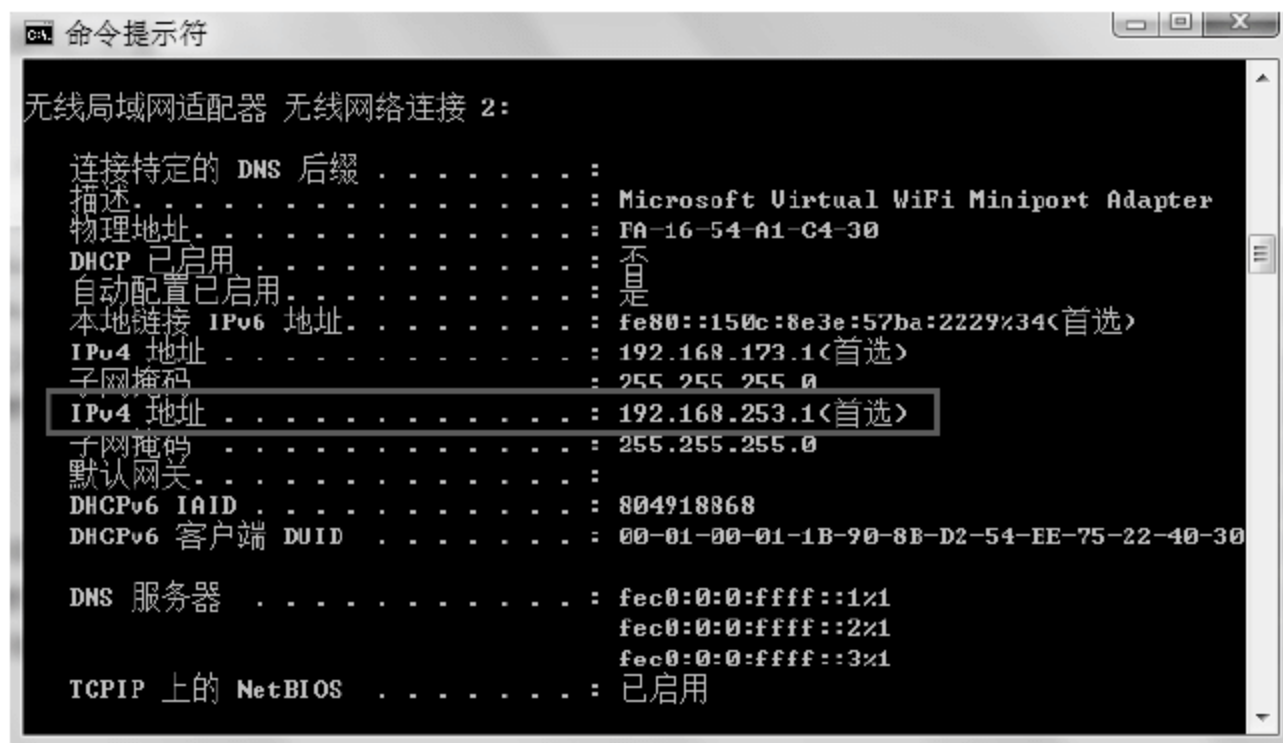 命令提示符
无线局域网适配器 无线网络连接 2:
连接特定的 DNS 后缀 . . . . . . . :
描述. . . . . . . . . . . . . . . : Microsoft Virtual WiFi Miniport Adapter
物理地址. . . . . . . . . . . . . : FA-16-54-A1-C4-30
DHCP 已启用 . . . . . . . . . . . : 否
自动配置已启用. . . . . . . . . . : 是
本地链接 IPv6 地址. . . . . . . . : fe80::150c:8e3e:57ba:2229%34(首选)
IPv4 地址 . . . . . . . . . . . . : 192.168.173.1(首选)
子网掩码 . . . . . . . . . . . . : 255.255.255.0
IPv4 地址 . . . . . . . . . . . . : 192.168.253.1(首选)
子网掩码 . . . . . . . . . . . . : 255.255.255.0
默认网关. . . . . . . . . . . . . :
DHCPv6 IAID . . . . . . . . . . . : 804918868
DHCPv6 客户端 DUID . . . . . . . : 00-01-00-01-1B-90-8B-D2-54-EE-75-22-40-30
DNS 服务器 . . . . . . . . . . . : fec0:0:0:ffff::1%1
fec0:0:0:ffff::2%1
fec0:0:0:ffff::3%1
TCPIP 上的 NetBIOS . . . . . . . : 已启用